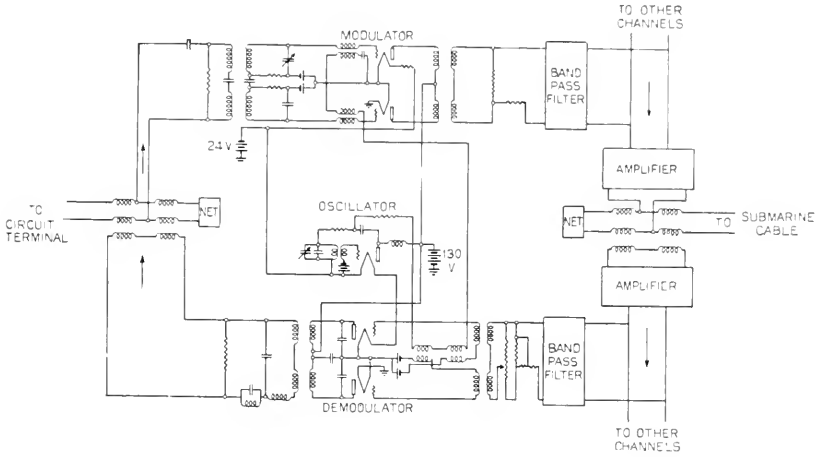 TO OTHER
CHANNELS
MODULATOR
BAND
PASS
FILTER
AMPLIFIER
24 V
NET
TO
CIRCUIT
TERMINAL
OSCILLATOR
130
V
NET
TO
SUBMARINE
CABLE
AMPLIFIER
BAND
PASS
FILTER
DEMODULATOR
TO OTHER
CHANNELS